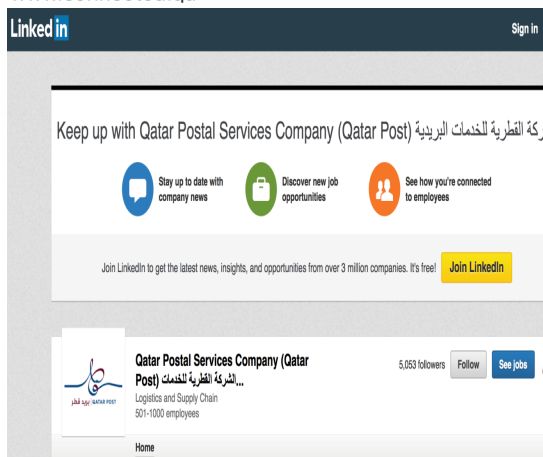 Linked in
Sign in
Keep up with Qatar Postal Services Company (Qatar Post) كة القطرية للخدمات البريدية
Stay up to date with
company news
Discover new job
opportunities
See how you're connected
to employees
Join LinkedIn to get the latest news, insights, and opportunities from over 3 million companies. It's free!
Join LinkedIn
Qatar Postal Services Company (Qatar
Post) الشركة القطرية للخدمات...
5,053 followers
Follow
See jobs
Logistics and Supply Chain
501-1000 employees
بريد قطر QATAR POST
Home